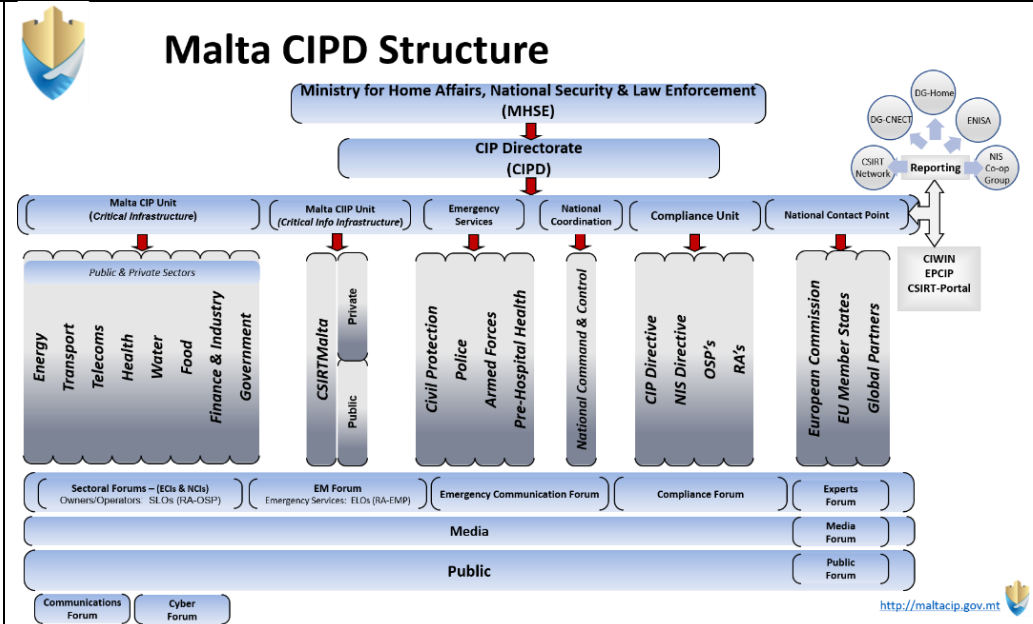 Malta CIPD Structure
Ministry for Home Affairs, National Security & Law Enforcement
(MHSE)
CIP Directorate
(CIPD)
DG-Home
DG-CNECT
ENISA
CSIRT
Network
Reporting
NIS
Co-op
Group
Malta CIP Unit
(Critical Infrastructure)
Malta CIIP Unit
(Critical Info Infrastructure)
Emergency
Services
National
Coordination
Compliance Unit
National Contact Point
CIWIN
EPCIP
CSIRT-Portal
Public & Private Sectors
Energy
Transport
Telecoms
Health
Water
Food
Finance & Industry
Government
CSIRTMalta
Private
Public
Civil Protection
Police
Armed Forces
Pre-Hospital Health
National Command & Control
CIP Directive
NIS Directive
OSP's
RA's
European Commission
EU Member States
Global Partners
Sectoral Forums – (ECIs & NCIs)
Owners/Operators: SLOs (RA-OSP)
EM Forum
Emergency Services: ELOs (RA-EMP)
Emergency Communication Forum
Compliance Forum
Experts
Forum
Media
Media
Forum
Public
Public
Forum
Communications
Forum
Cyber
Forum
http://maltacip.gov.mt